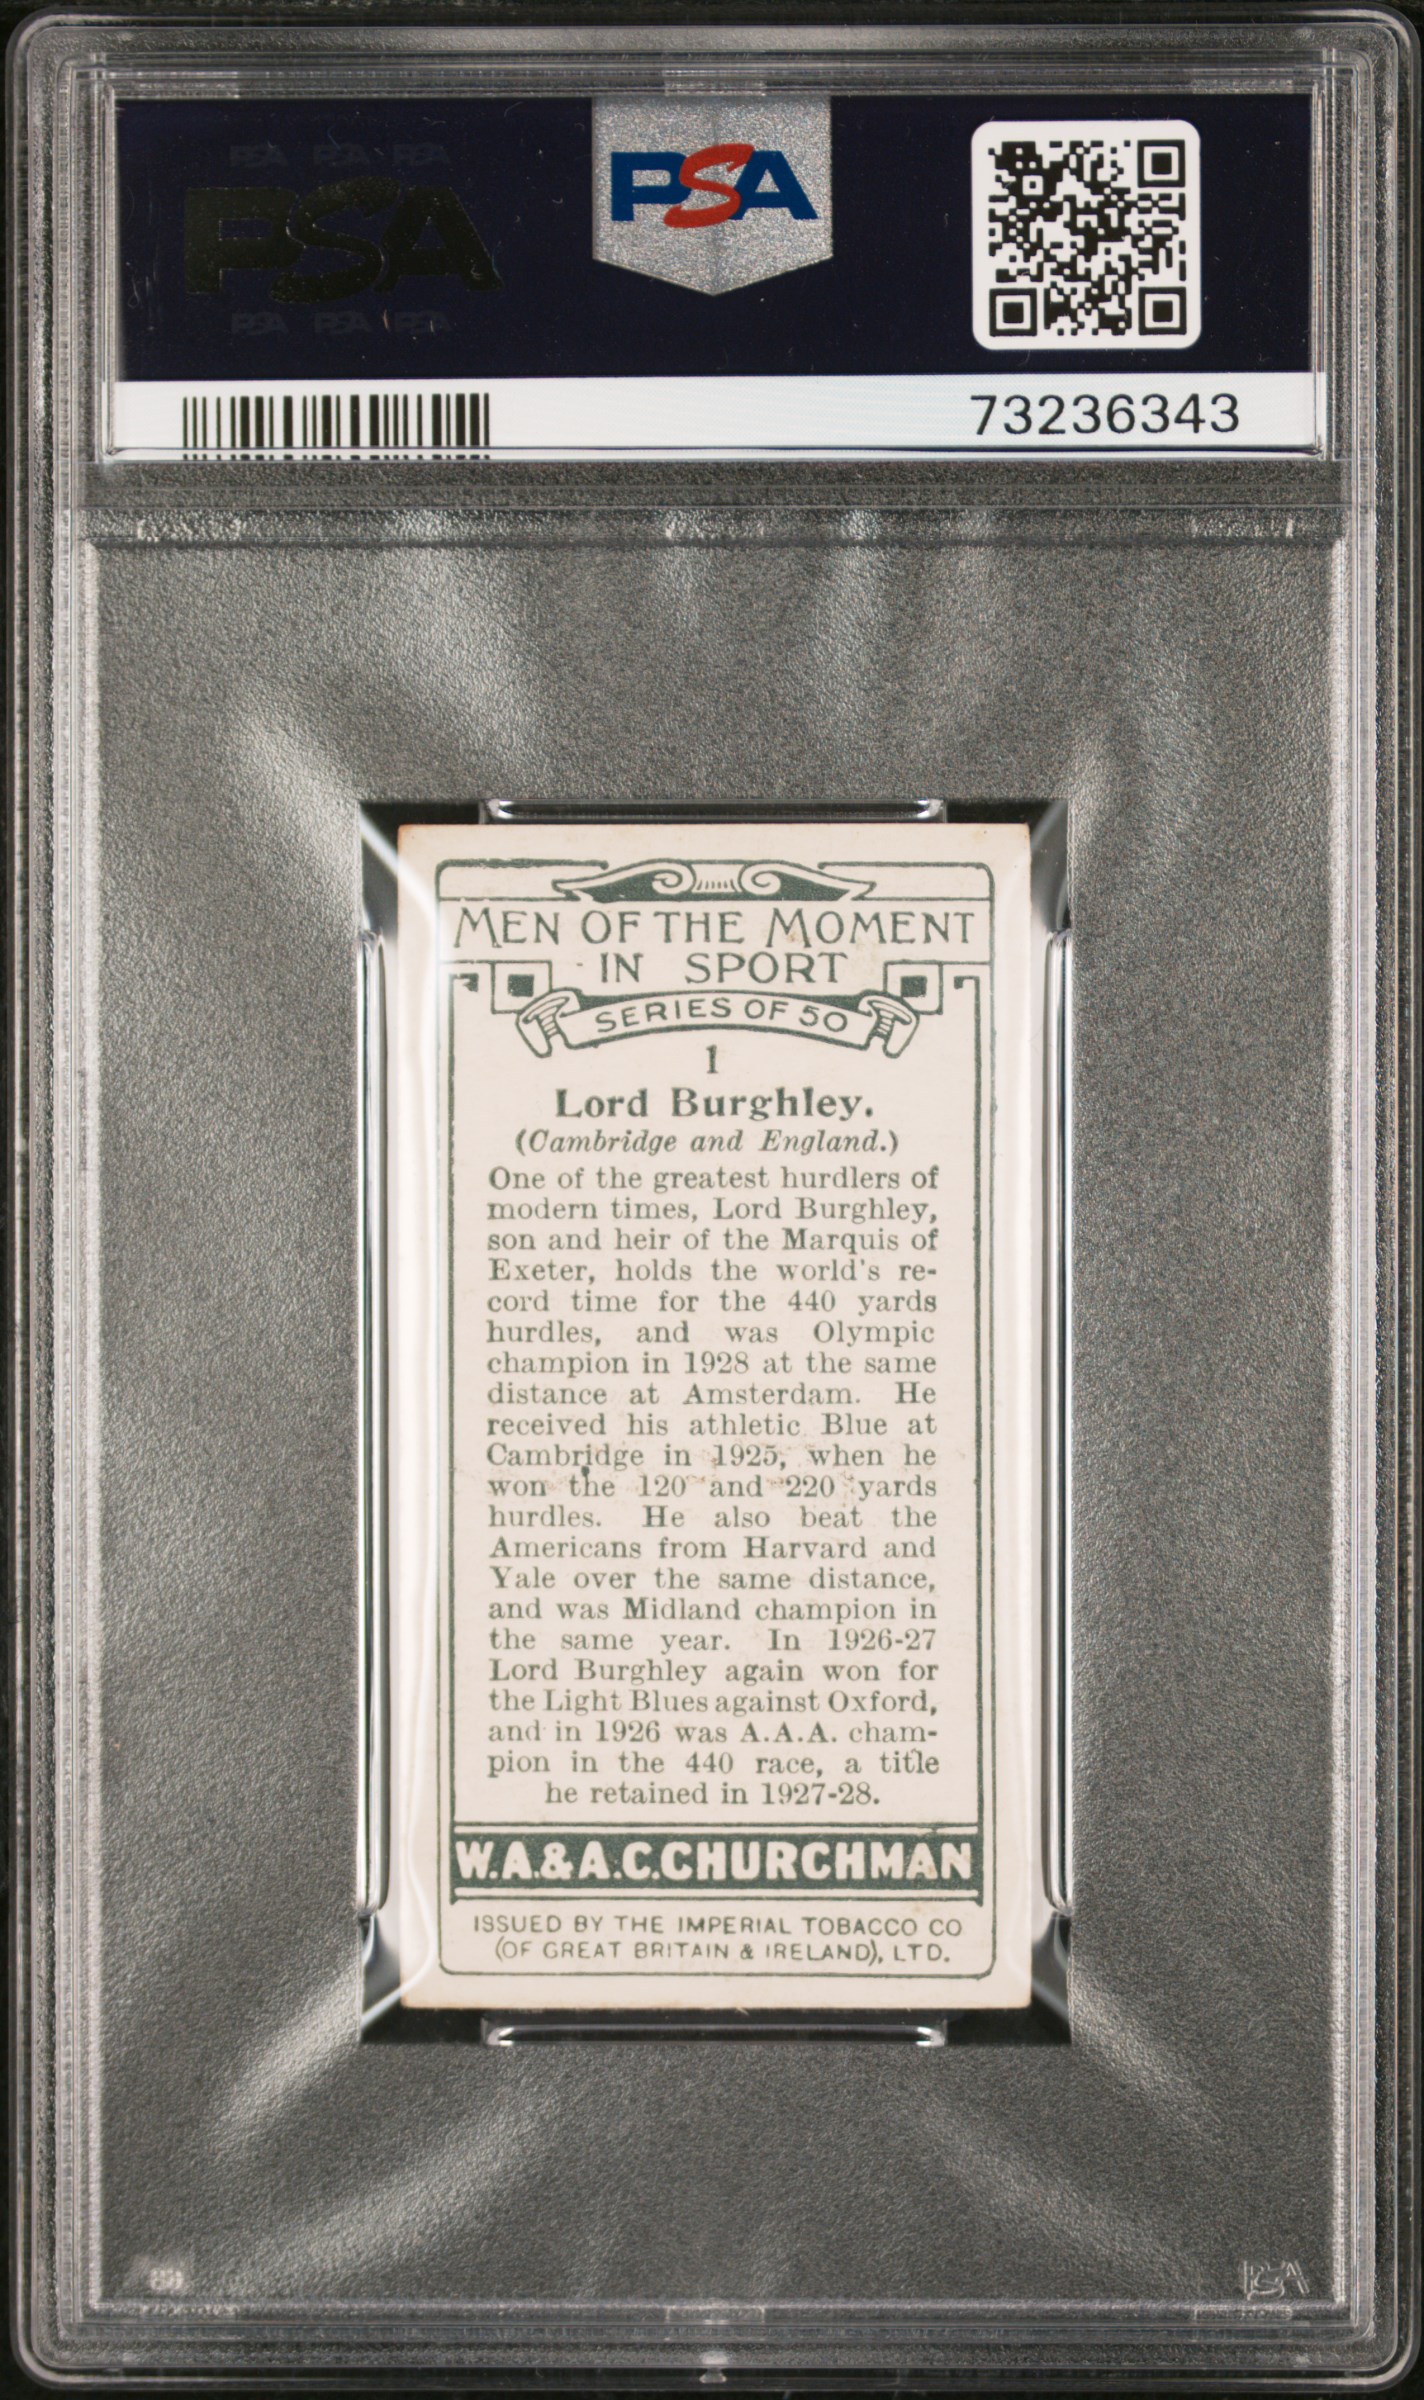 PSA PSA PSA
PSA
PSA PSA PSA
PSA
73236343
MEN OF THE MOMENT
IN SPORT
SERIES OF 50
1
Lord Burghley.
(Cambridge and England.)
One of the greatest hurdlers of
modern times, Lord Burghley,
son and heir of the Marquis of
Exeter, holds the world's re-
cord time for the 440 yards
hurdles, and was Olympic
champion in 1928 at the same
distance at Amsterdam. He
received his athletic Blue at
Cambridge in 1925, when he
won the 120 and 220 yards
hurdles. He also beat the
Americans from Harvard and
Yale over the same distance,
and was Midland champion in
the same year. In 1926-27
Lord Burghley again won for
the Light Blues against Oxford,
and in 1926 was A.A.A. cham-
pion in the 440 race, a title
he retained in 1927-28.
W.A.&A.C.CHURCHMAN
ISSUED BY THE IMPERIAL TOBACCO CO
(OF GREAT BRITAIN & IRELAND), LTD.
PSA